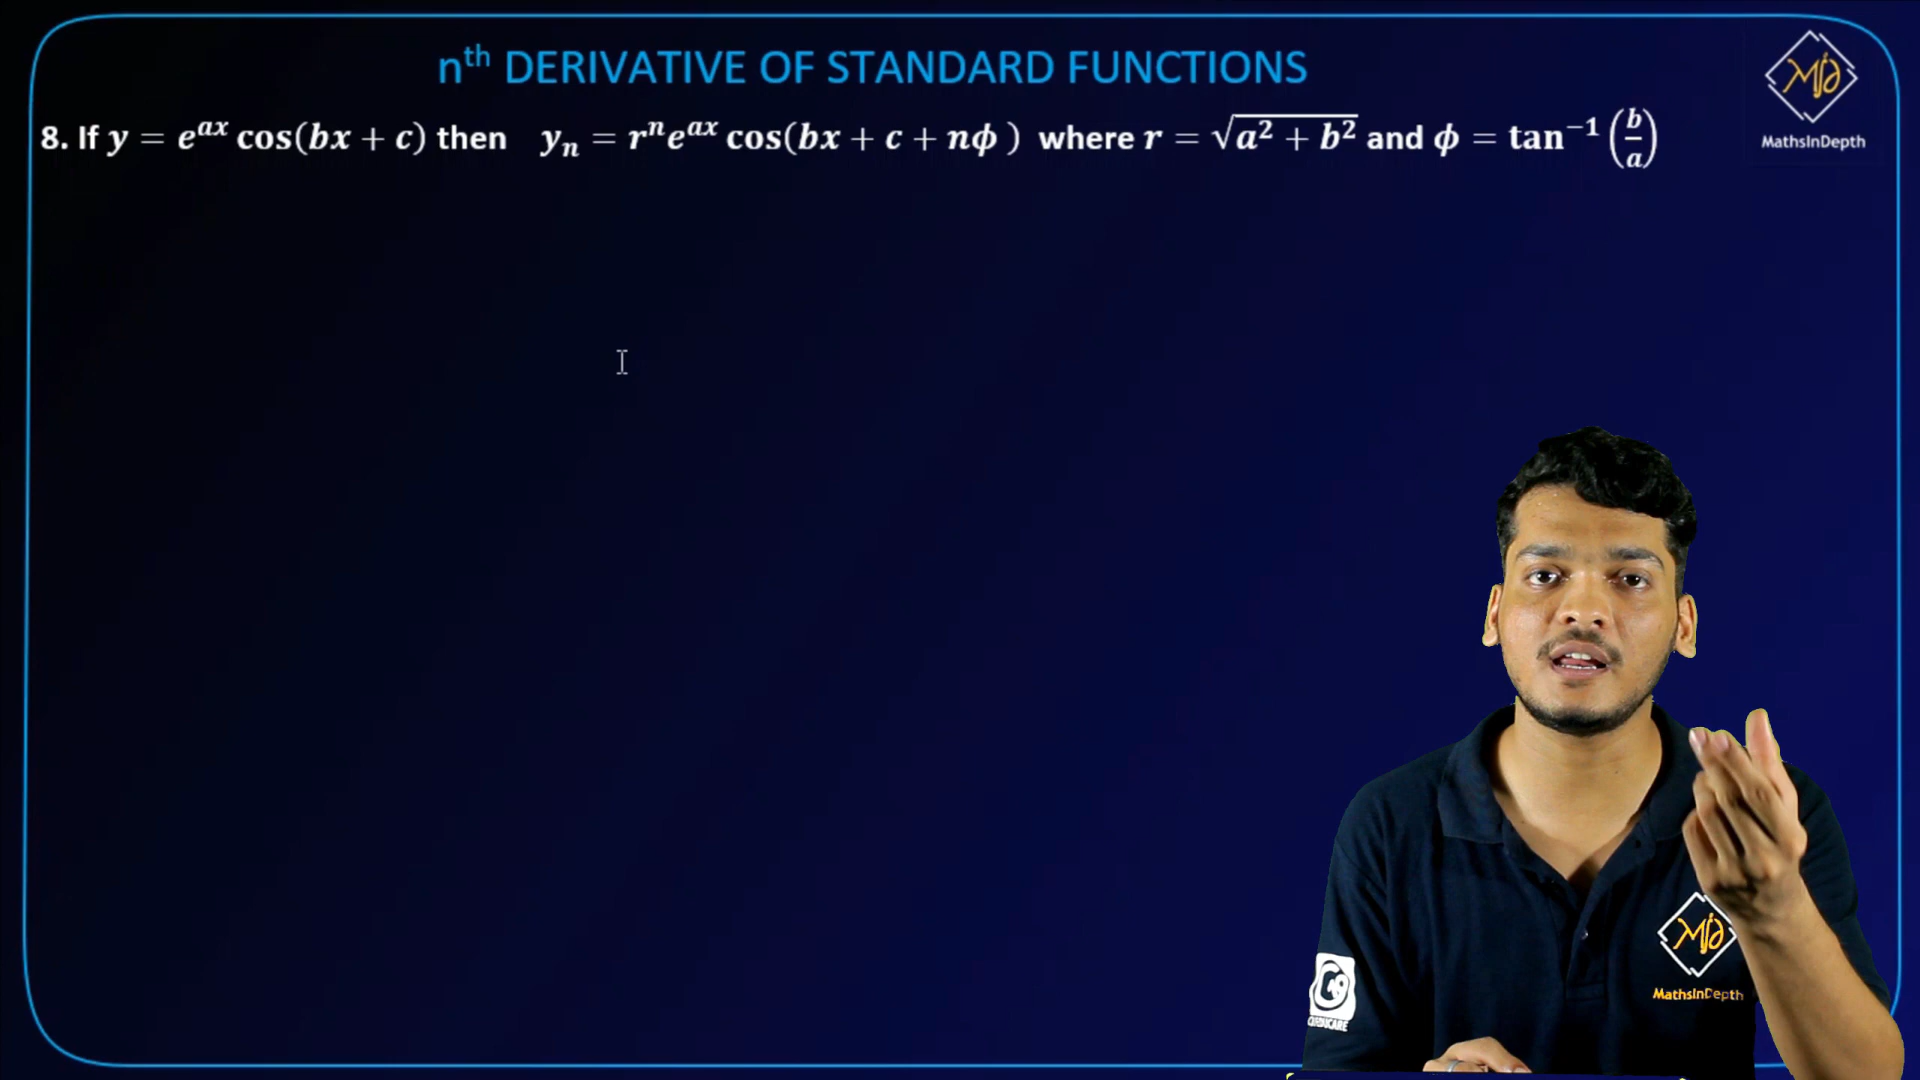 nth DERIVATIVE OF STANDARD FUNCTIONS
8. If y = e^{ax} cos(bx + c) then y_n = r^n e^{ax} cos(bx + c + nϕ ) where r = √(a² + b²) and ϕ = tan⁻¹ (b/a)
MathsInDepth
MathsInDepth